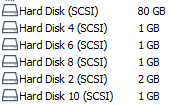 Hard Disk (SCSI) 80 GB
Hard Disk 4 (SCSI) 1 GB
Hard Disk 6 (SCSI) 1 GB
Hard Disk 8 (SCSI) 1 GB
Hard Disk 2 (SCSI) 2 GB
Hard Disk 10 (SCSI) 1 GB